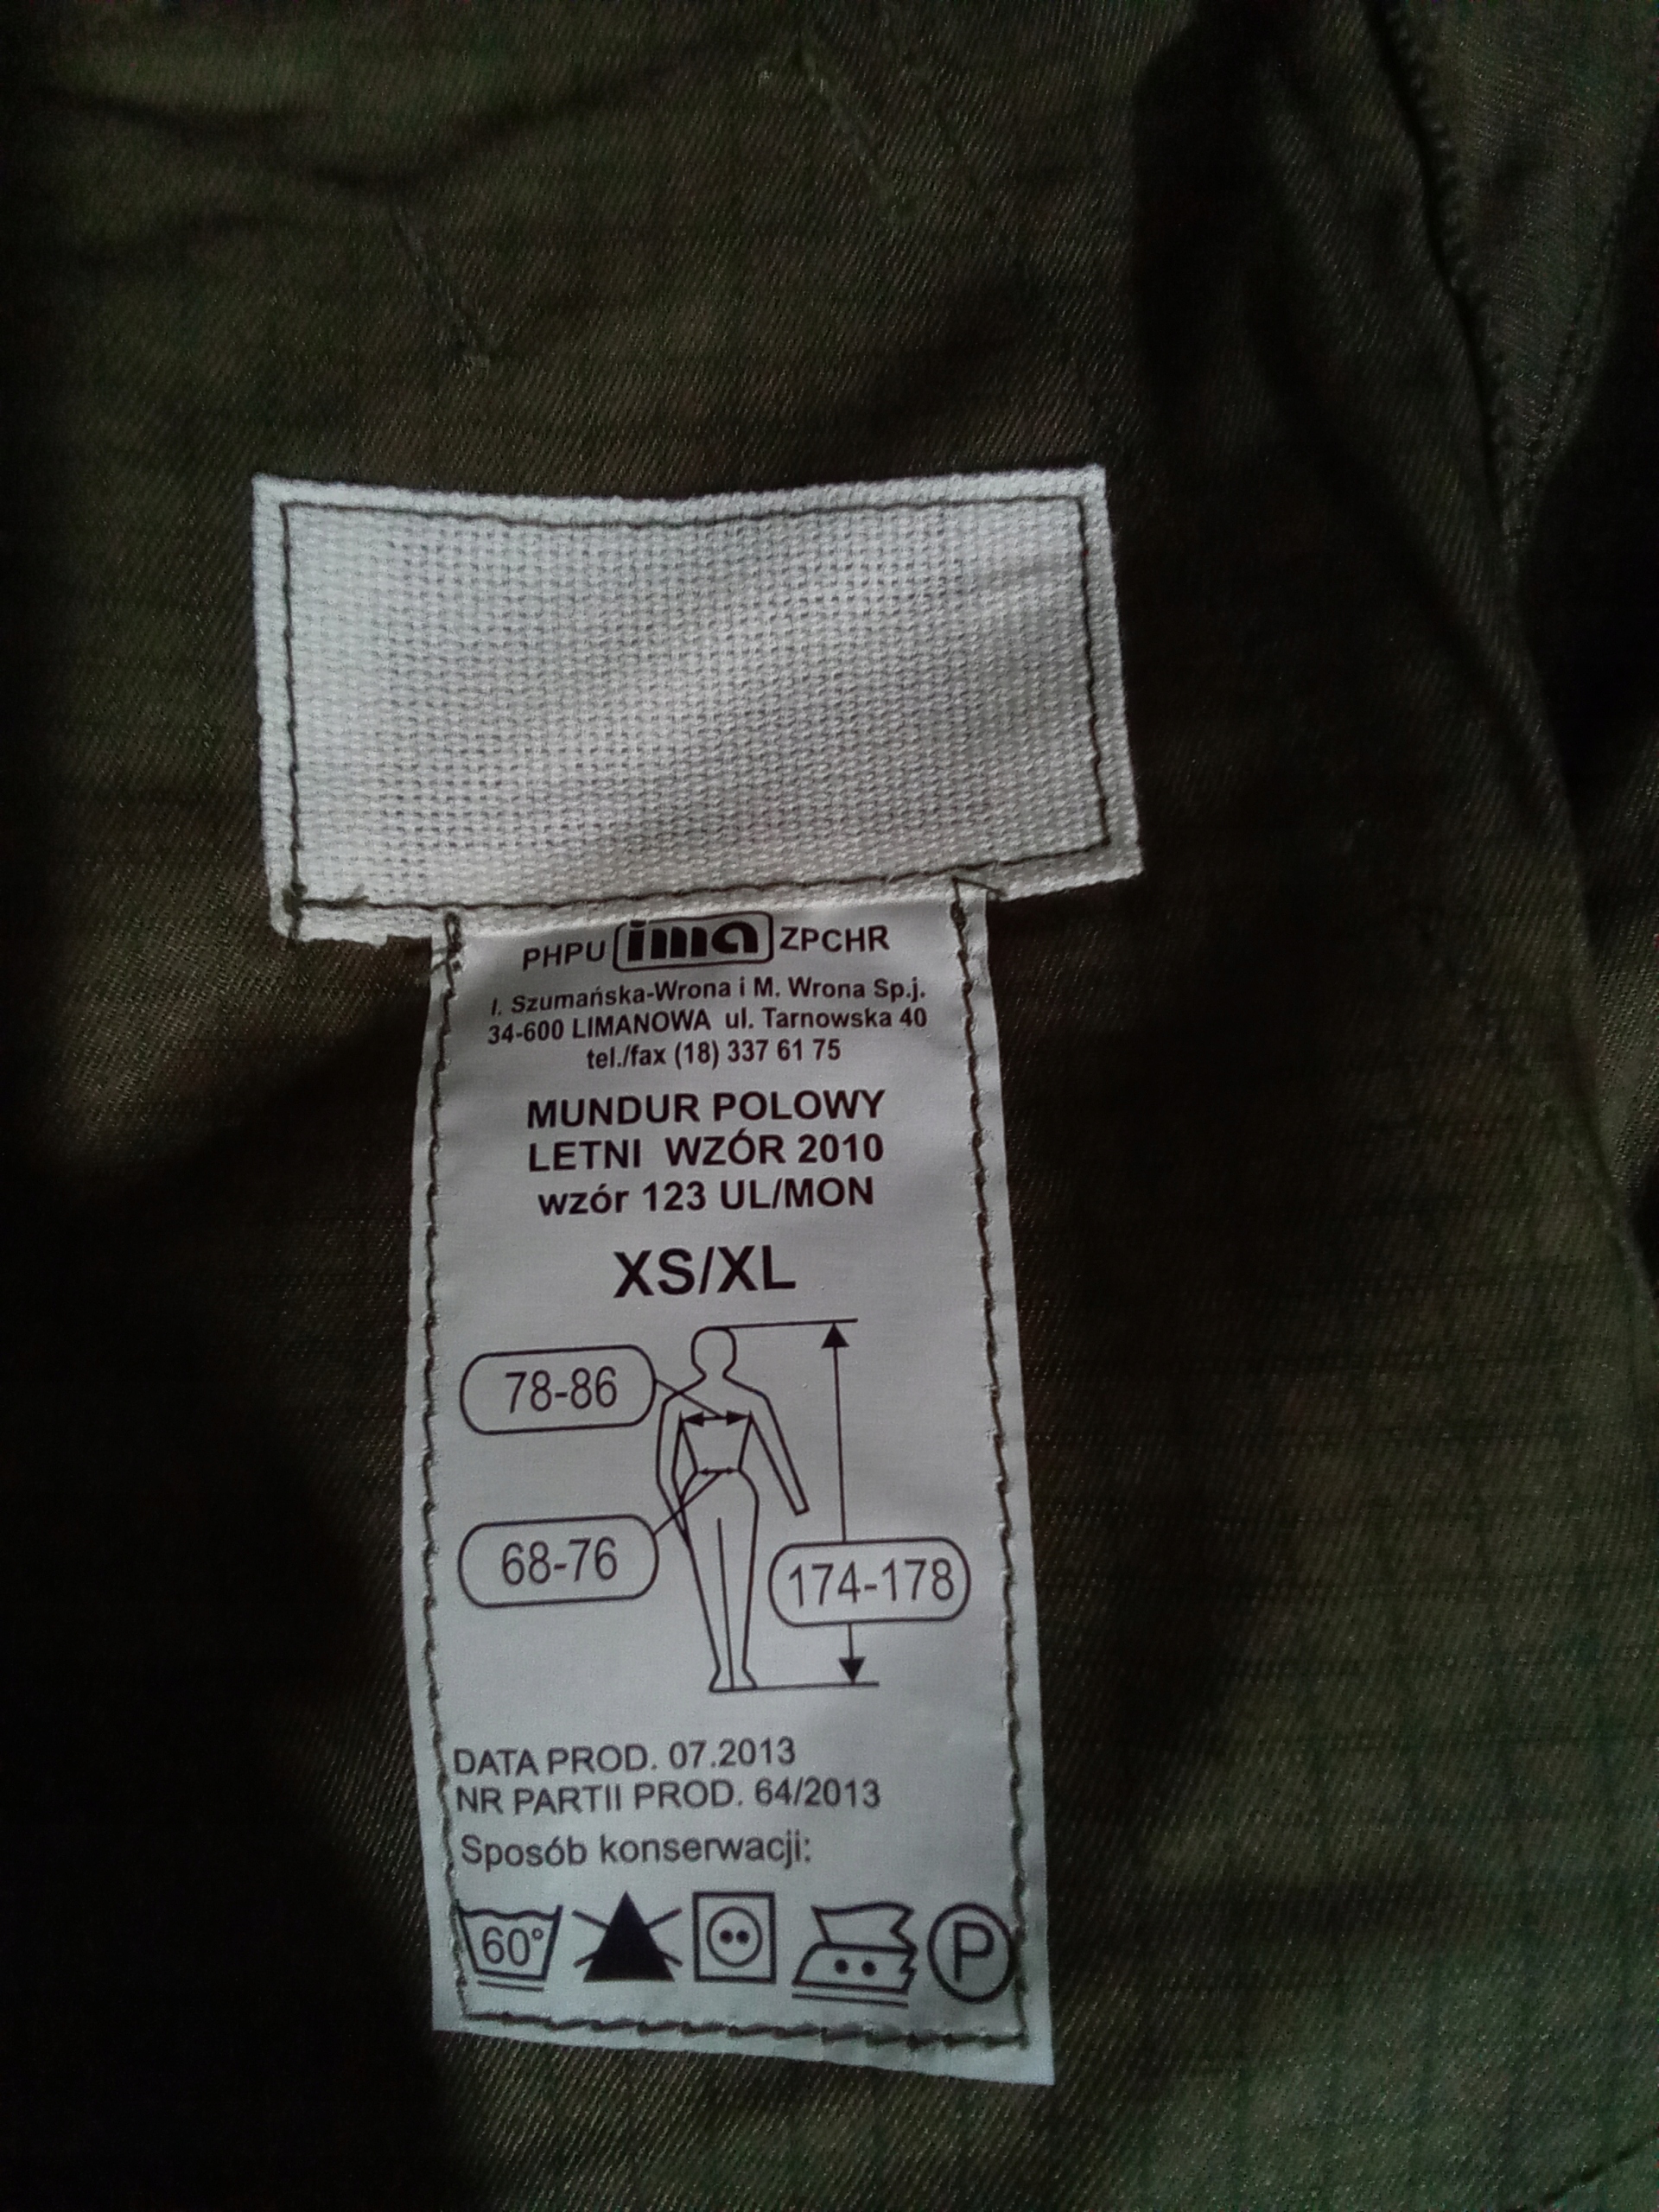 PHPU ima ZPCHR
I. Szumańska-Wrona i M. Wrona Sp.j.
34-600 LIMANOWA ul. Tarnowska 40
tel./fax (18) 337 61 75
MUNDUR POLOWY
LETNI WZÓR 2010
wzór 123 UL/MON
XS/XL
78-86
68-76
174-178
DATA PROD. 07.2013
NR PARTII PROD. 64/2013
Sposób konserwacji:
60° P